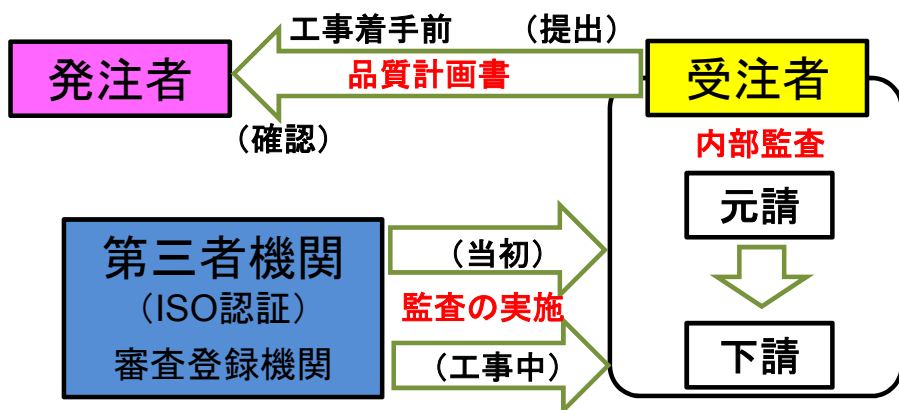 工事着手前 （提出）
発注者
品質計画書
受注者
（確認）
内部監査
元請
第三者機関
（ISO認証）
審査登録機関
（当初）
監査の実施
（工事中）
下請